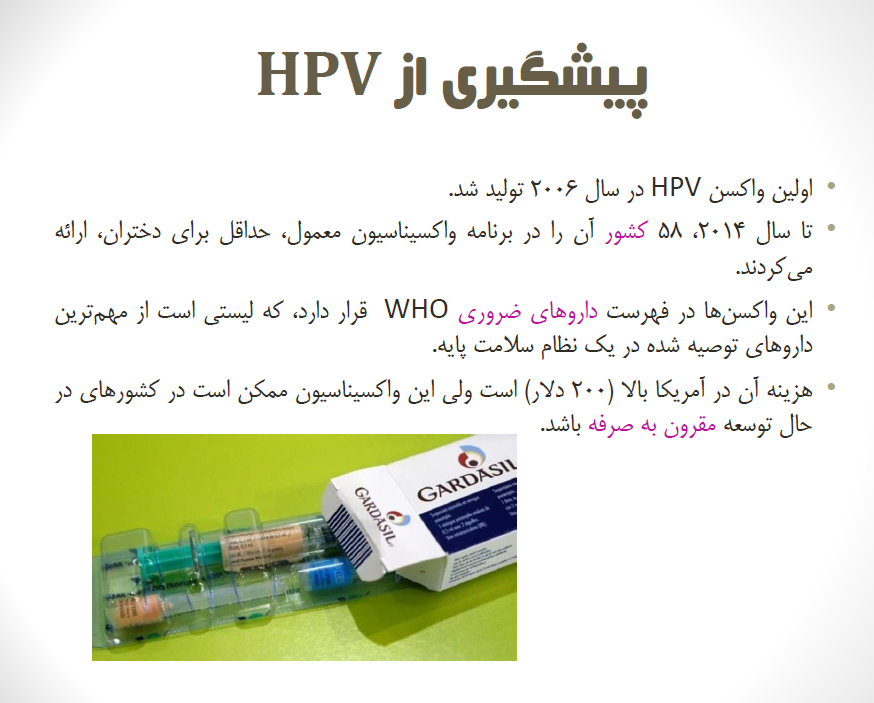 پیشگیری از HPV
• اولین واکسن HPV در سال ۲۰۰۶ تولید شد.
• تا سال ۲۰۱۴، ۵۸ کشور آن را در برنامه واکسیناسیون معمول، حداقل برای دختران، ارائه
می‌کردند.
• این واکسن‌ها در فهرست داروهای ضروری WHO قرار دارد، که لیستی است از مهم‌ترین
داروهای توصیه شده در یک نظام سلامت پایه.
• هزینه آن در آمریکا بالا (۲۰۰ دلار) است ولی این واکسیناسیون ممکن است در کشورهای در
حال توسعه مقرون به صرفه باشد.
GARDASIL
GARDASIL